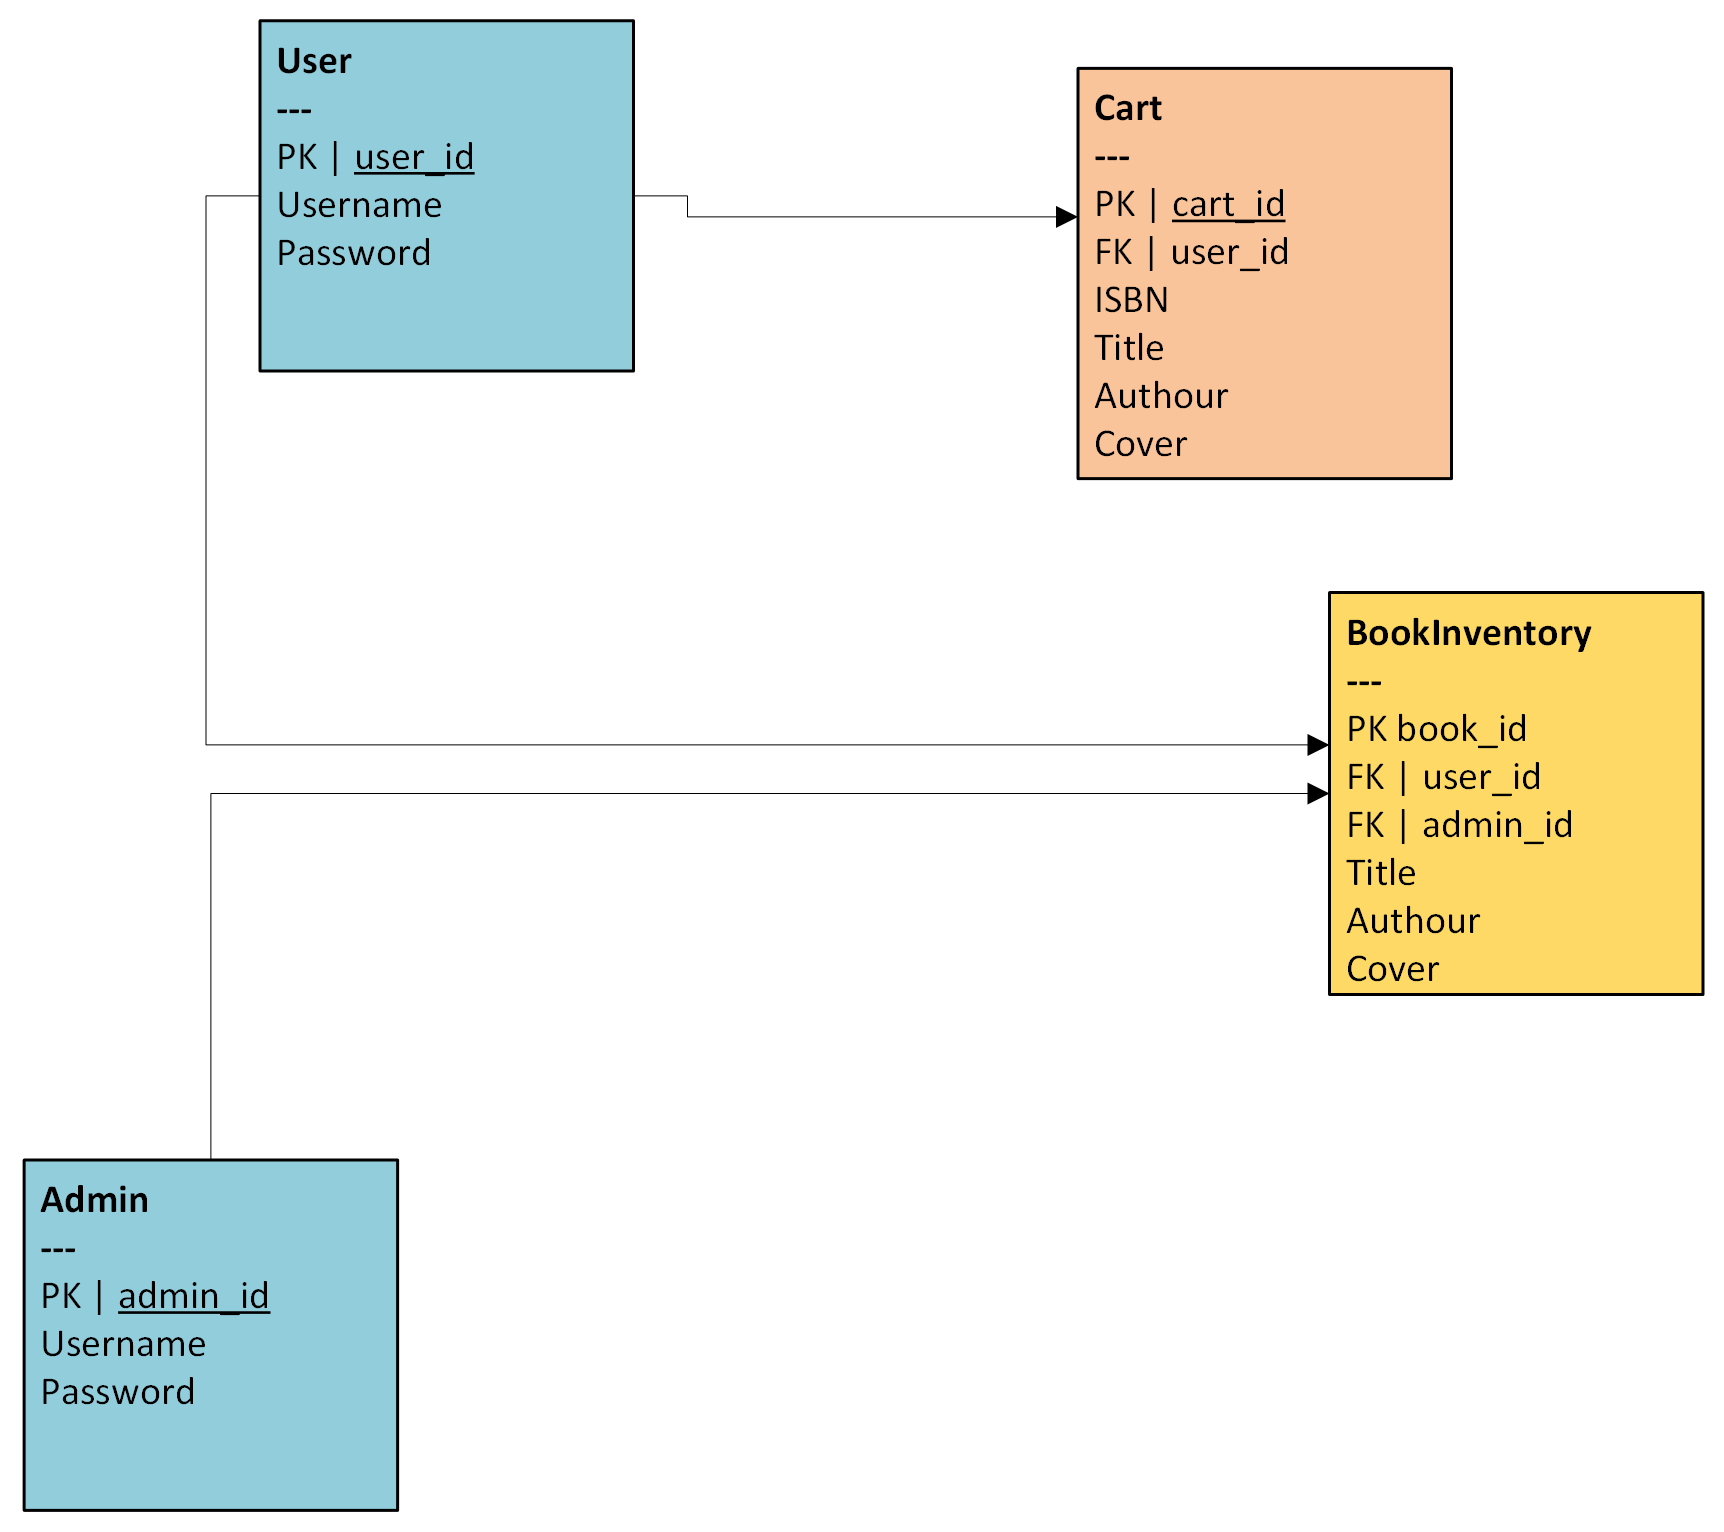 User
---
PK | user_id
Username
Password
Cart
---
PK | cart_id
FK | user_id
ISBN
Title
Authour
Cover
BookInventory
---
PK book_id
FK | user_id
FK | admin_id
Title
Authour
Cover
Admin
---
PK | admin_id
Username
Password